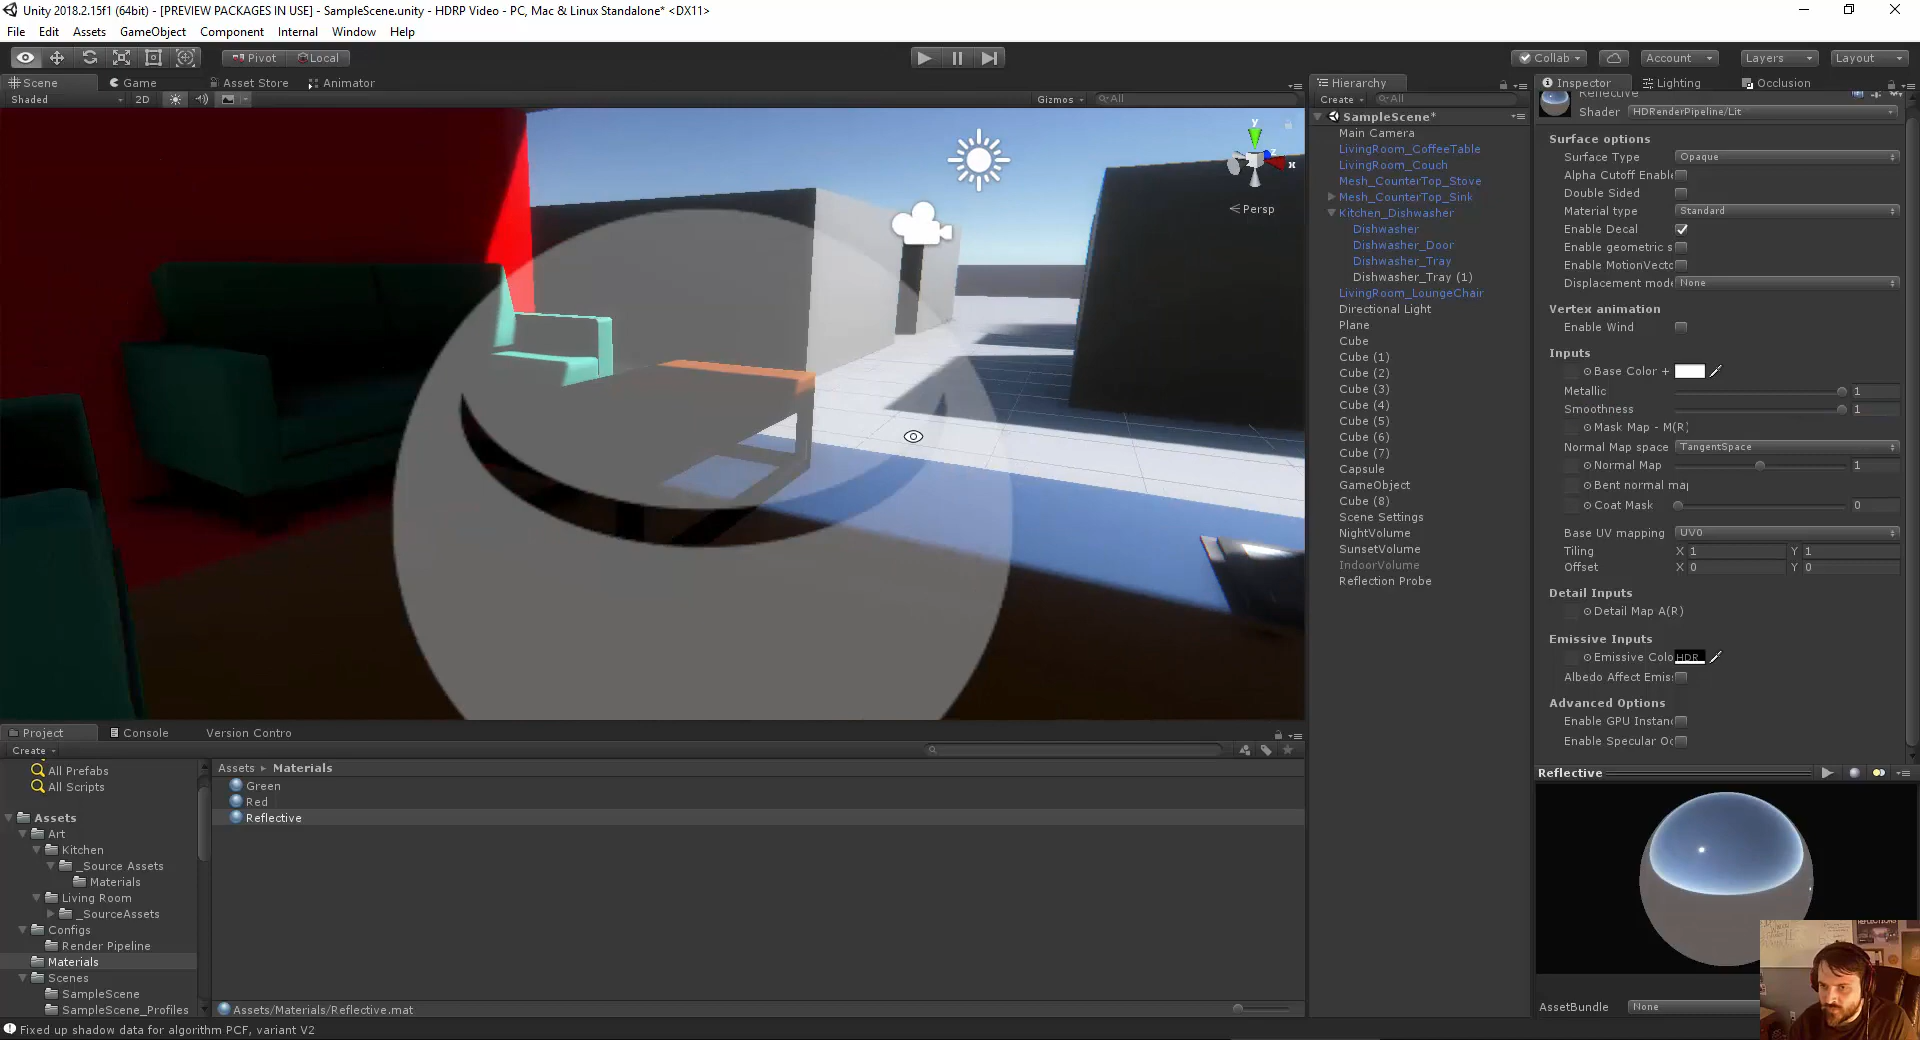 Unity 2018.2.15f1 (64bit) - [PREVIEW PACKAGES IN USE] - SampleScene.unity - HDRP Video - PC, Mac & Linux Standalone* <DX11>
File Edit Assets GameObject Component Internal Window Help
Pivot Local Collab Account Layers Layout
Scene Game Asset Store Animator
Shaded 2D Gizmos All
y
z
x
Persp
Hierarchy
Create All
SampleScene*
Main Camera
LivingRoom_CoffeeTable
LivingRoom_Couch
Mesh_CounterTop_Stove
Mesh_CounterTop_Sink
Kitchen_Dishwasher
Dishwasher
Dishwasher_Door
Dishwasher_Tray
Dishwasher_Tray (1)
LivingRoom_LoungeChair
Directional Light
Plane
Cube
Cube (1)
Cube (2)
Cube (3)
Cube (4)
Cube (5)
Cube (6)
Cube (7)
Capsule
GameObject
Cube (8)
Scene Settings
NightVolume
SunsetVolume
IndoorVolume
Reflection Probe
Inspector Lighting Occlusion
Reflective
Shader HDRenderPipeline/Lit
Surface options
Surface Type Opaque
Alpha Cutoff Enable
Double Sided
Material type Standard
Enable Decal
Enable geometric s
Enable MotionVecto
Displacement mode None
Vertex animation
Enable Wind
Inputs
Base Color +
Metallic 1
Smoothness 1
Mask Map - M(R)
Normal Map space TangentSpace
Normal Map 1
Bent normal map
Coat Mask 0
Base UV mapping UV0
Tiling X 1 Y 1
Offset X 0 Y 0
Detail Inputs
Detail Map A(R)
Emissive Inputs
Emissive Colo HDR
Albedo Affect Emis
Advanced Options
Enable GPU Instanc
Enable Specular Oc
Reflective
AssetBundle None
Project Console Version Contro
Create
All Prefabs
All Scripts
Assets
Art
Kitchen
_Source Assets
Materials
Living Room
_SourceAssets
Configs
Render Pipeline
Materials
Scenes
SampleScene
SampleScene_Profiles
Assets ▸ Materials
Green
Red
Reflective
Assets/Materials/Reflective.mat
Fixed up shadow data for algorithm PCF, variant V2